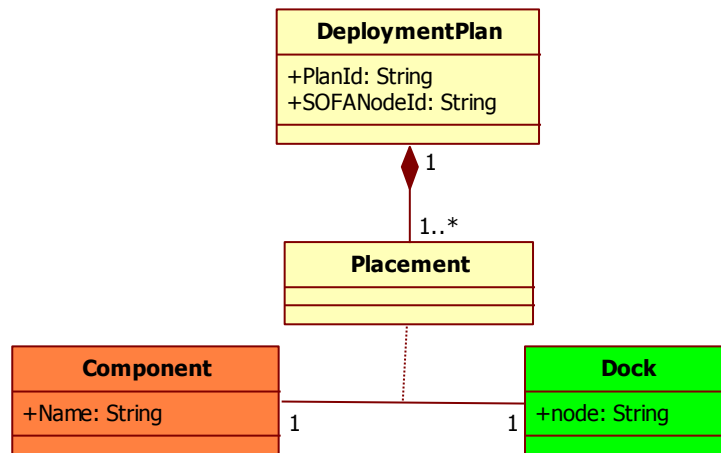 DeploymentPlan
+PlanId: String
+SOFANodeId: String
1
1..*
Placement
Component
+Name: String
1
1
Dock
+node: String